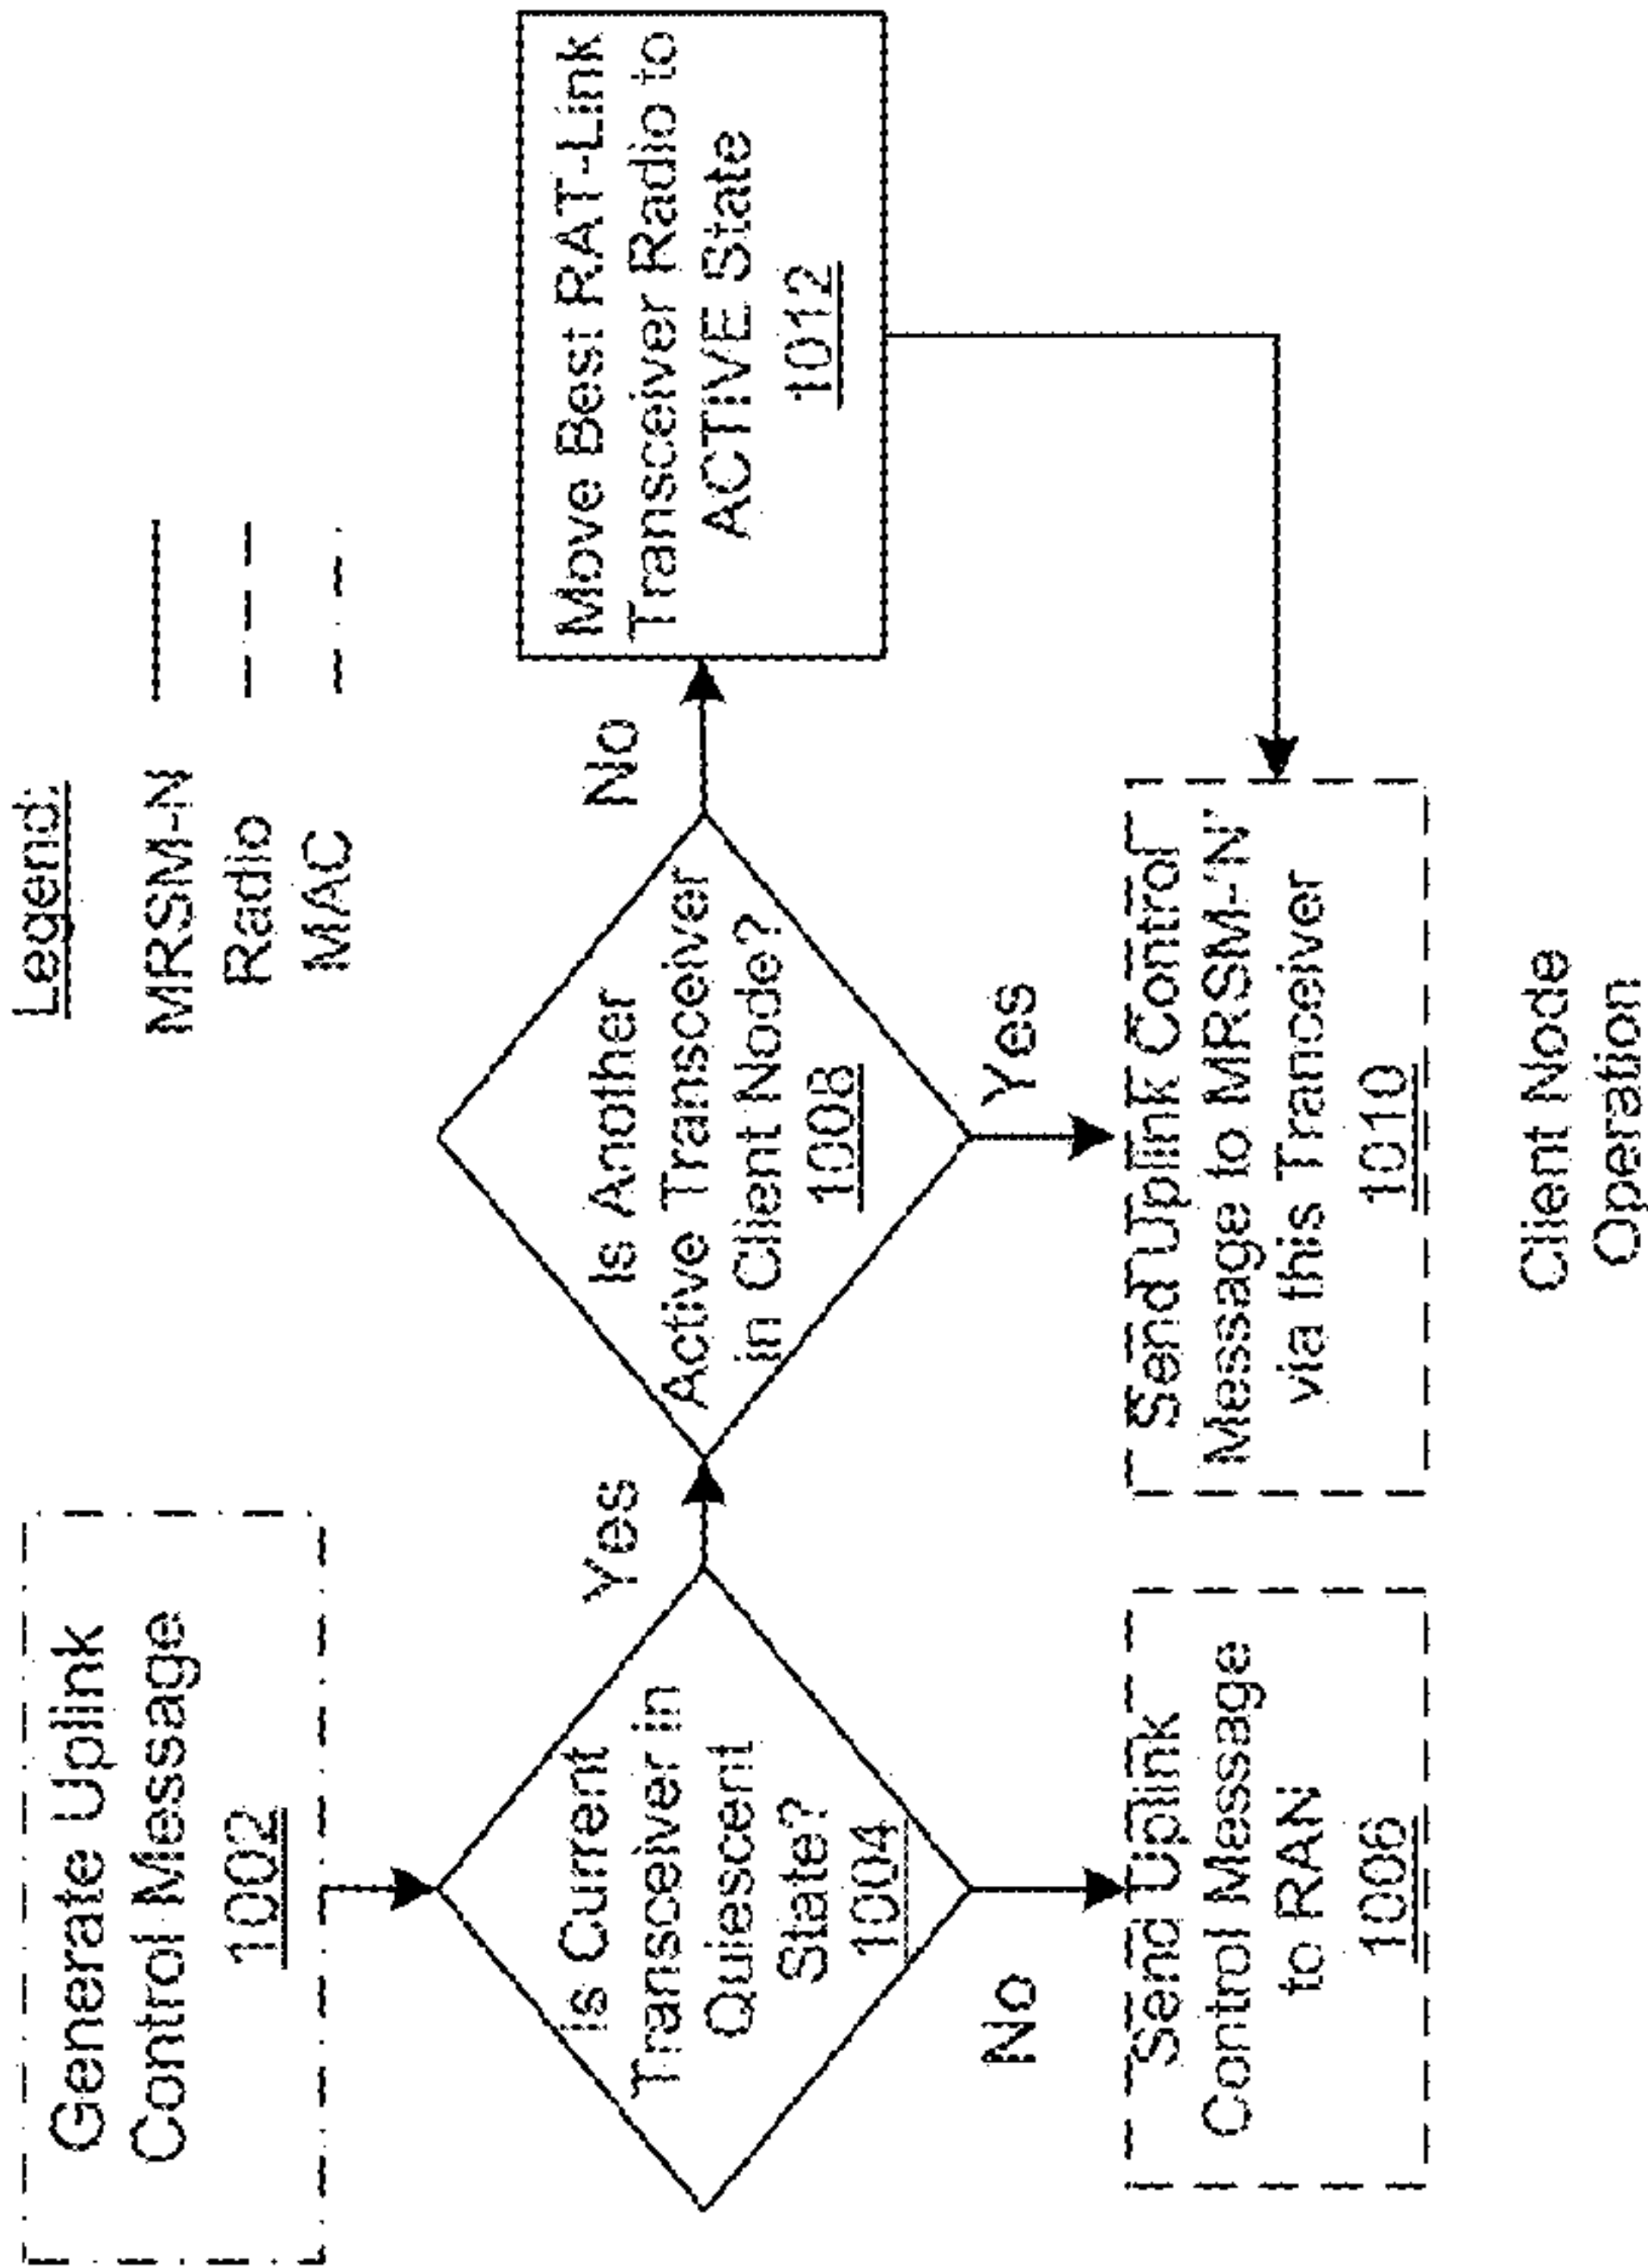 Legend:
MRSM-N
Radio
MAC
Generate Uplink
Control Message
1002
Is Current
Transceiver in
Quiescent
State?
1004
Yes
No
Send Uplink
Control Message
to RAN
1006
Is Another
Active Transceiver
in Client Node?
1008
No
Yes
Move Best RAT-Link
Transceiver Radio to
ACTIVE State
1012
Send Uplink Control
Message to MRSM-'N'
via this Transceiver
1010
Client Node
Operation